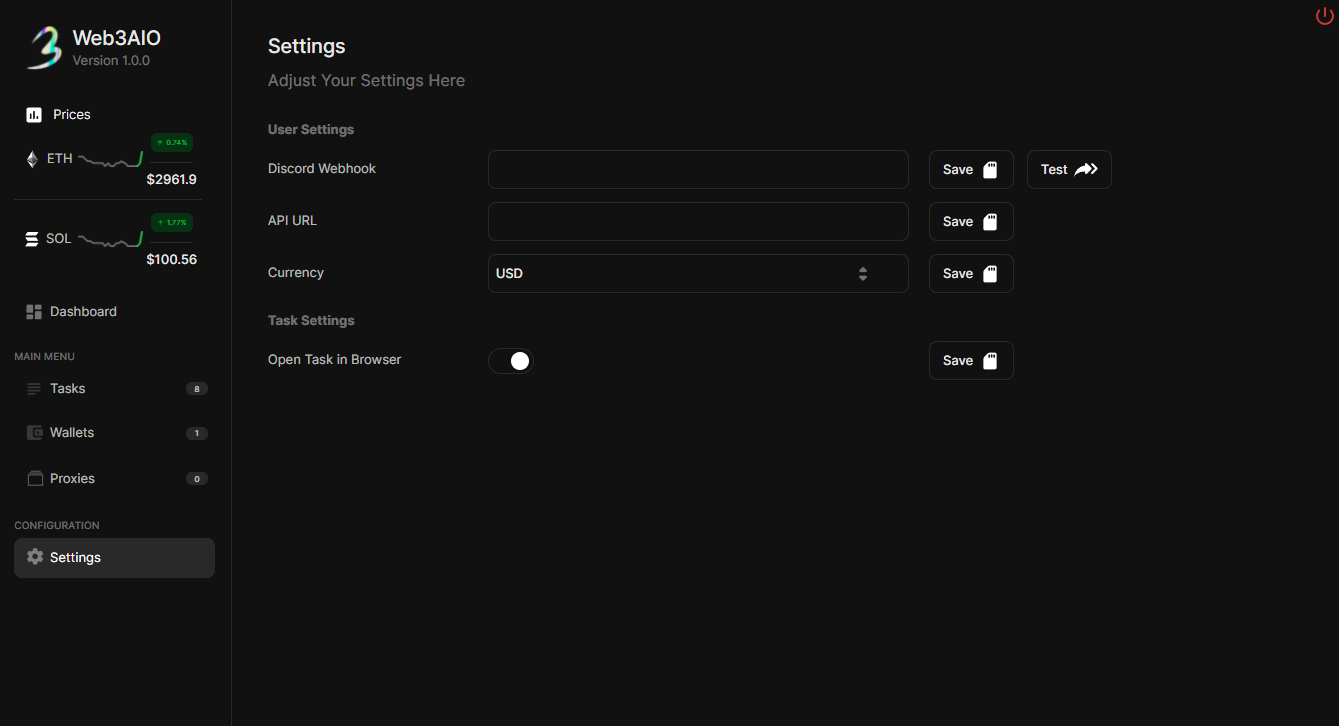 Web3AIO
Version 1.0.0
Prices
↑ 0.74%
ETH
$2961.9
↑ 1.77%
SOL
$100.56
Dashboard
MAIN MENU
Tasks 8
Wallets 1
Proxies 0
CONFIGURATION
Settings
Settings
Adjust Your Settings Here
User Settings
Discord Webhook Save Test
API URL Save
Currency USD Save
Task Settings
Open Task in Browser Save